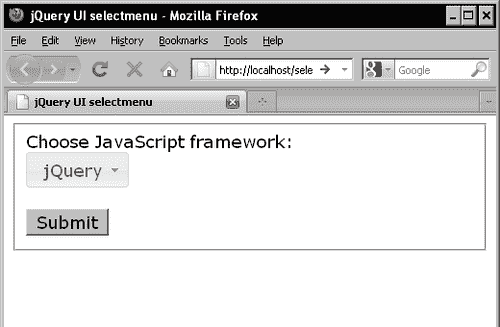 jQuery UI selectmenu - Mozilla Firefox
File Edit View History Bookmarks Tools Help
http://localhost/sele Google
jQuery UI selectmenu
Choose JavaScript framework:
jQuery
Submit